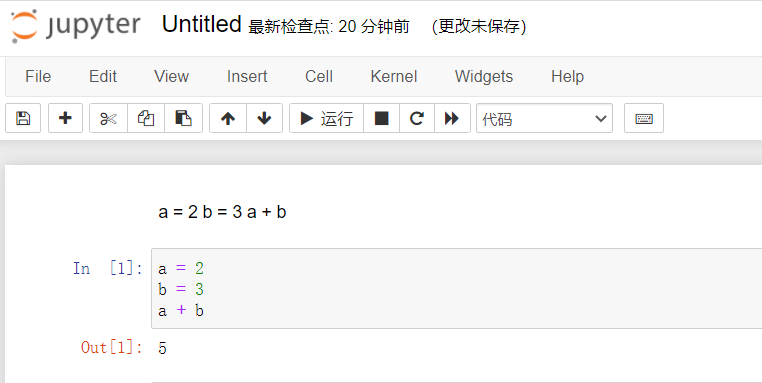 jupyter Untitled 最新检查点: 20 分钟前 (更改未保存)
File Edit View Insert Cell Kernel Widgets Help
运行 代码
a = 2 b = 3 a + b
In [1]: a = 2
b = 3
a + b
Out[1]: 5